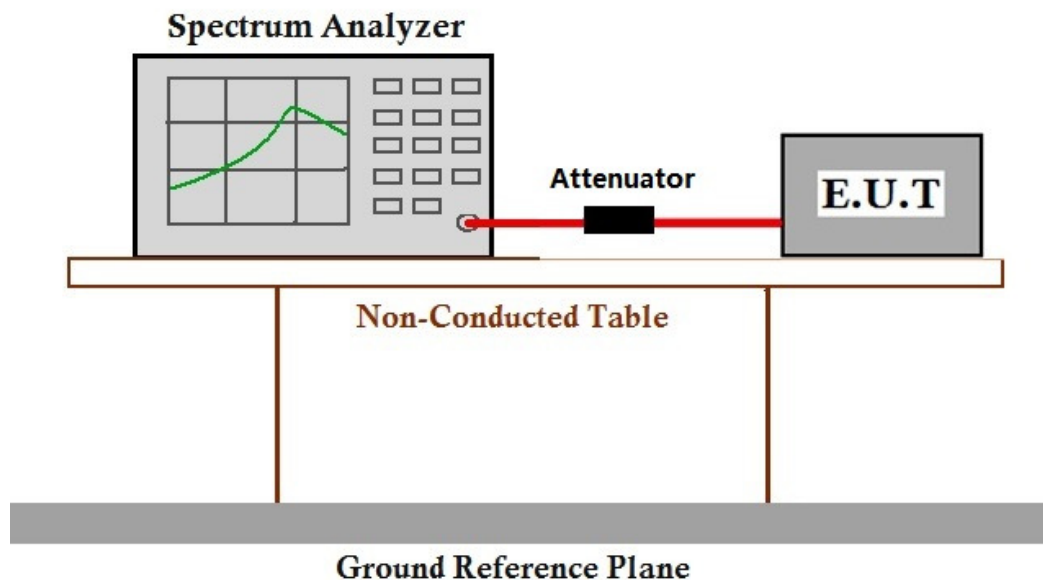 Spectrum Analyzer
Attenuator
E.U.T
Non-Conducted Table
Ground Reference Plane